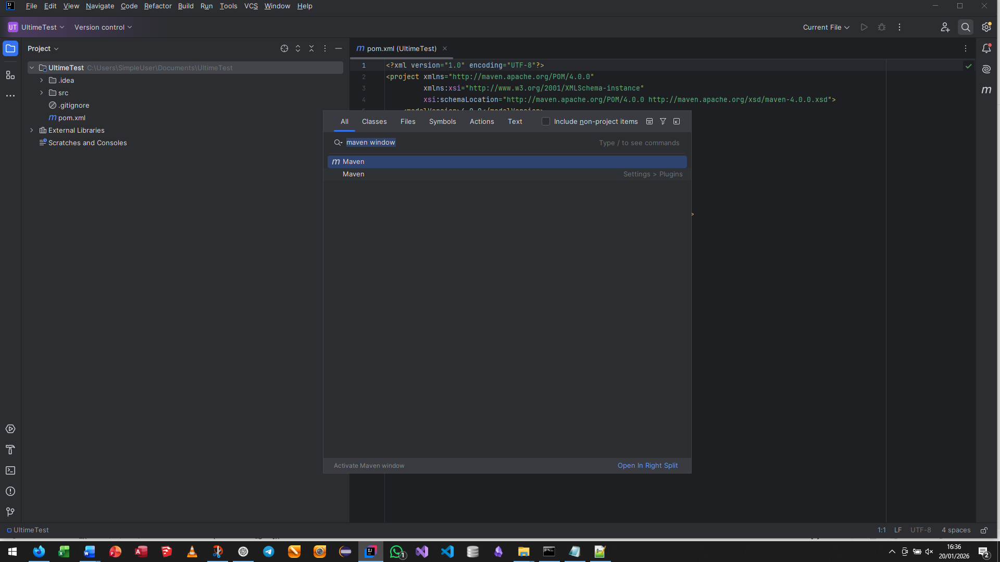 File Edit View Navigate Code Refactor Build Run Tools VCS Window Help
UT UltimeTest Version control Current File
Project
m pom.xml (UltimeTest)
UltimeTest C:\Users\SimpleUser\Documents\UltimeTest
.idea
src
.gitignore
m pom.xml
External Libraries
Scratches and Consoles
1 <?xml version="1.0" encoding="UTF-8"?>
2 <project xmlns="http://maven.apache.org/POM/4.0.0"
3 xmlns:xsi="http://www.w3.org/2001/XMLSchema-instance"
4 xsi:schemaLocation="http://maven.apache.org/POM/4.0.0 http://maven.apache.org/xsd/maven-4.0.0.xsd">
All Classes Files Symbols Actions Text Include non-project items
maven window Type / to see commands
m Maven
Maven Settings > Plugins
>
Activate Maven window Open In Right Split
UltimeTest 1:1 LF UTF-8 4 spaces
16:36
20/01/2026
1
2